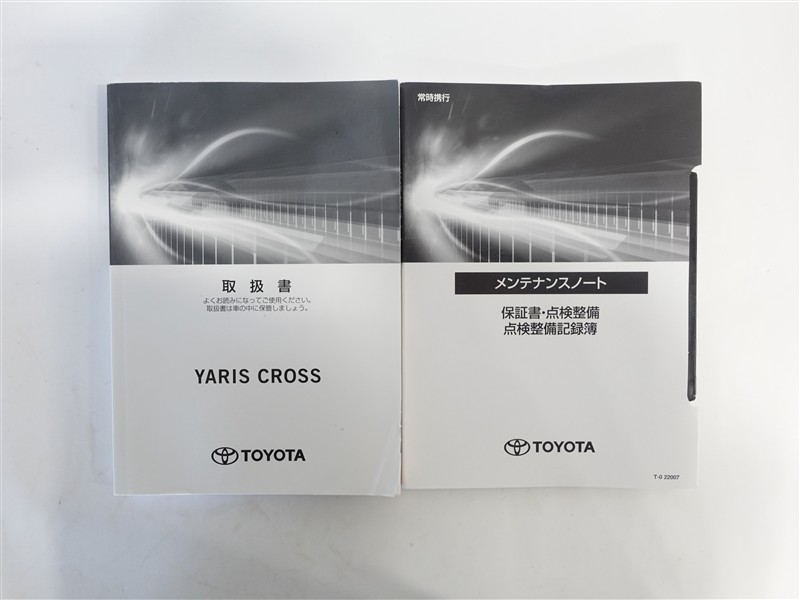 取扱書
よくお読みになってご使用ください。
取扱書は車の中に保管しましょう。
YARIS CROSS
TOYOTA
常時携行
メンテナンスノート
保証書・点検整備
点検整備記録簿
TOYOTA
T-0 22007